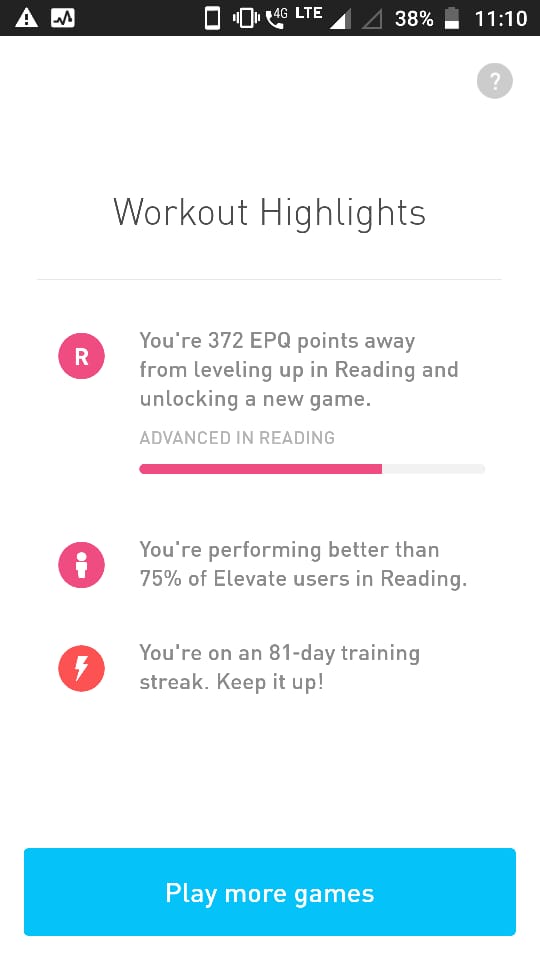 4G LTE 38% 11:10
?
Workout Highlights
R
You're 372 EPQ points away
from leveling up in Reading and
unlocking a new game.
ADVANCED IN READING
You're performing better than
75% of Elevate users in Reading.
You're on an 81-day training
streak. Keep it up!
Play more games